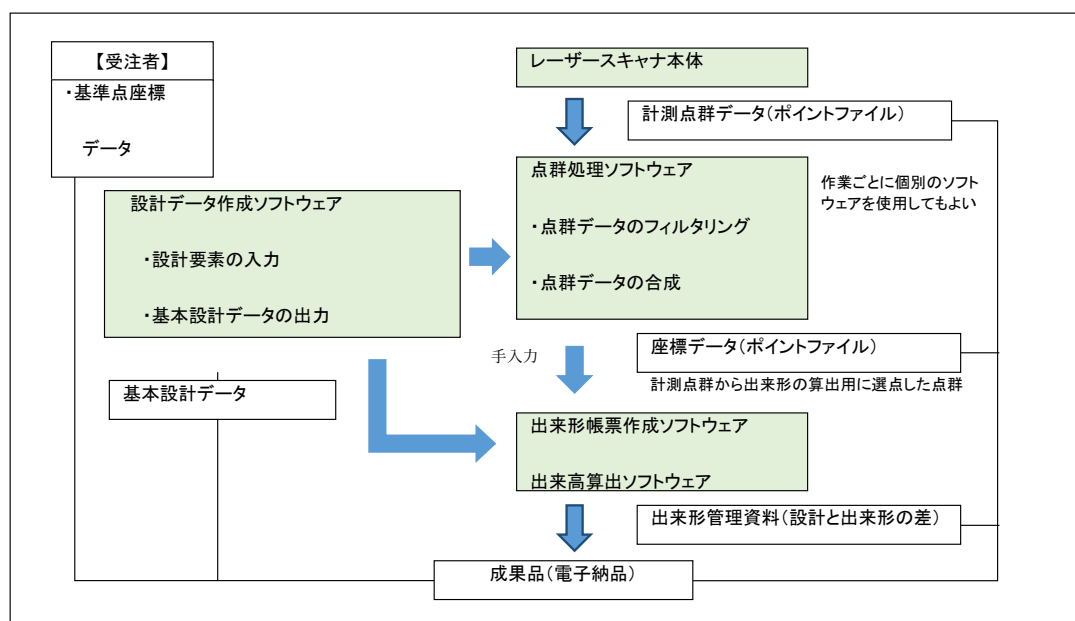 【受注者】
・基準点座標
データ
レーザースキャナ本体
計測点群データ(ポイントファイル)
点群処理ソフトウェア
・点群データのフィルタリング
・点群データの合成
作業ごとに個別のソフト
ウェアを使用してもよい
設計データ作成ソフトウェア
・設計要素の入力
・基本設計データの出力
手入力
座標データ(ポイントファイル)
計測点群から出来形の算出用に選点した点群
基本設計データ
出来形帳票作成ソフトウェア
出来高算出ソフトウェア
出来形管理資料(設計と出来形の差)
成果品(電子納品)